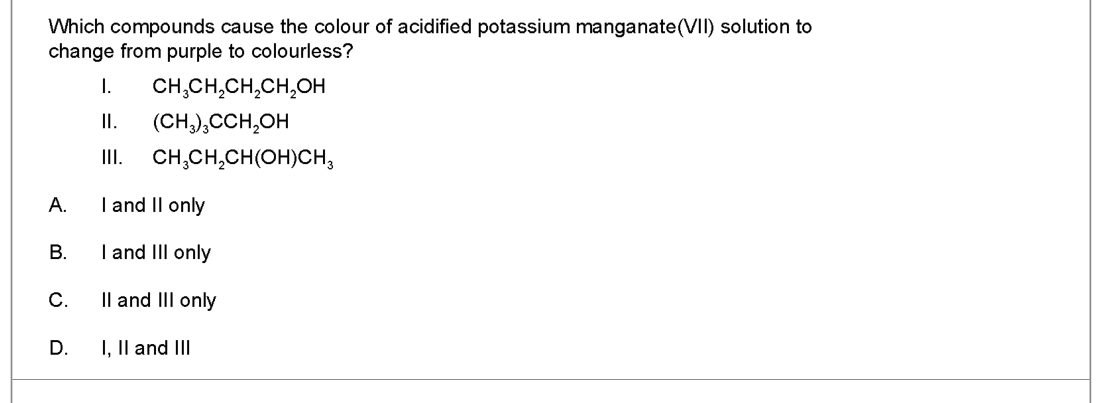 Which compounds cause the colour of acidified potassium manganate(VII) solution to
change from purple to colourless?
I. CH₃CH₂CH₂CH₂OH
II. (CH₃)₃CCH₂OH
III. CH₃CH₂CH(OH)CH₃
A. I and II only
B. I and III only
C. II and III only
D. I, II and III